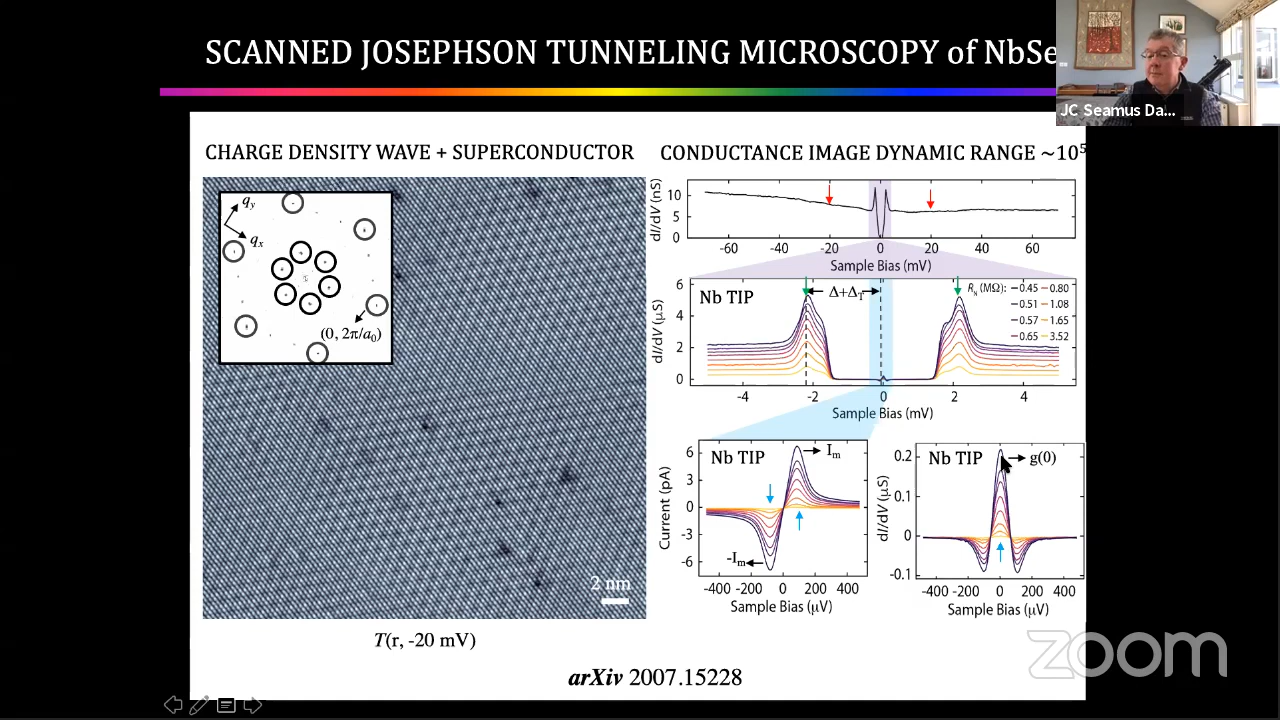 SCANNED JOSEPHSON TUNNELING MICROSCOPY of NbSe
JC Seamus Da...
CHARGE DENSITY WAVE + SUPERCONDUCTOR
CONDUCTANCE IMAGE DYNAMIC RANGE ~10⁵
q_y
q_x
(0, 2π/a₀)
2 nm
T(r, -20 mV)
dI/dV (nS)
10
5
0
-60 -40 -20 0 20 40 60
Sample Bias (mV)
Nb TIP
Δ+Δ_T
R_N (MΩ): 0.45 0.80
0.51 1.08
0.57 1.65
0.65 3.52
dI/dV (μS)
6
4
2
0
-4 -2 0 2 4
Sample Bias (mV)
Nb TIP
I_m
-I_m
Current (pA)
6
3
0
-3
-6
-400 -200 0 200 400
Sample Bias (μV)
Nb TIP
g(0)
dI/dV (μS)
0.2
0.1
0
-0.1
-400 -200 0 200 400
Sample Bias (μV)
arXiv 2007.15228
zoom